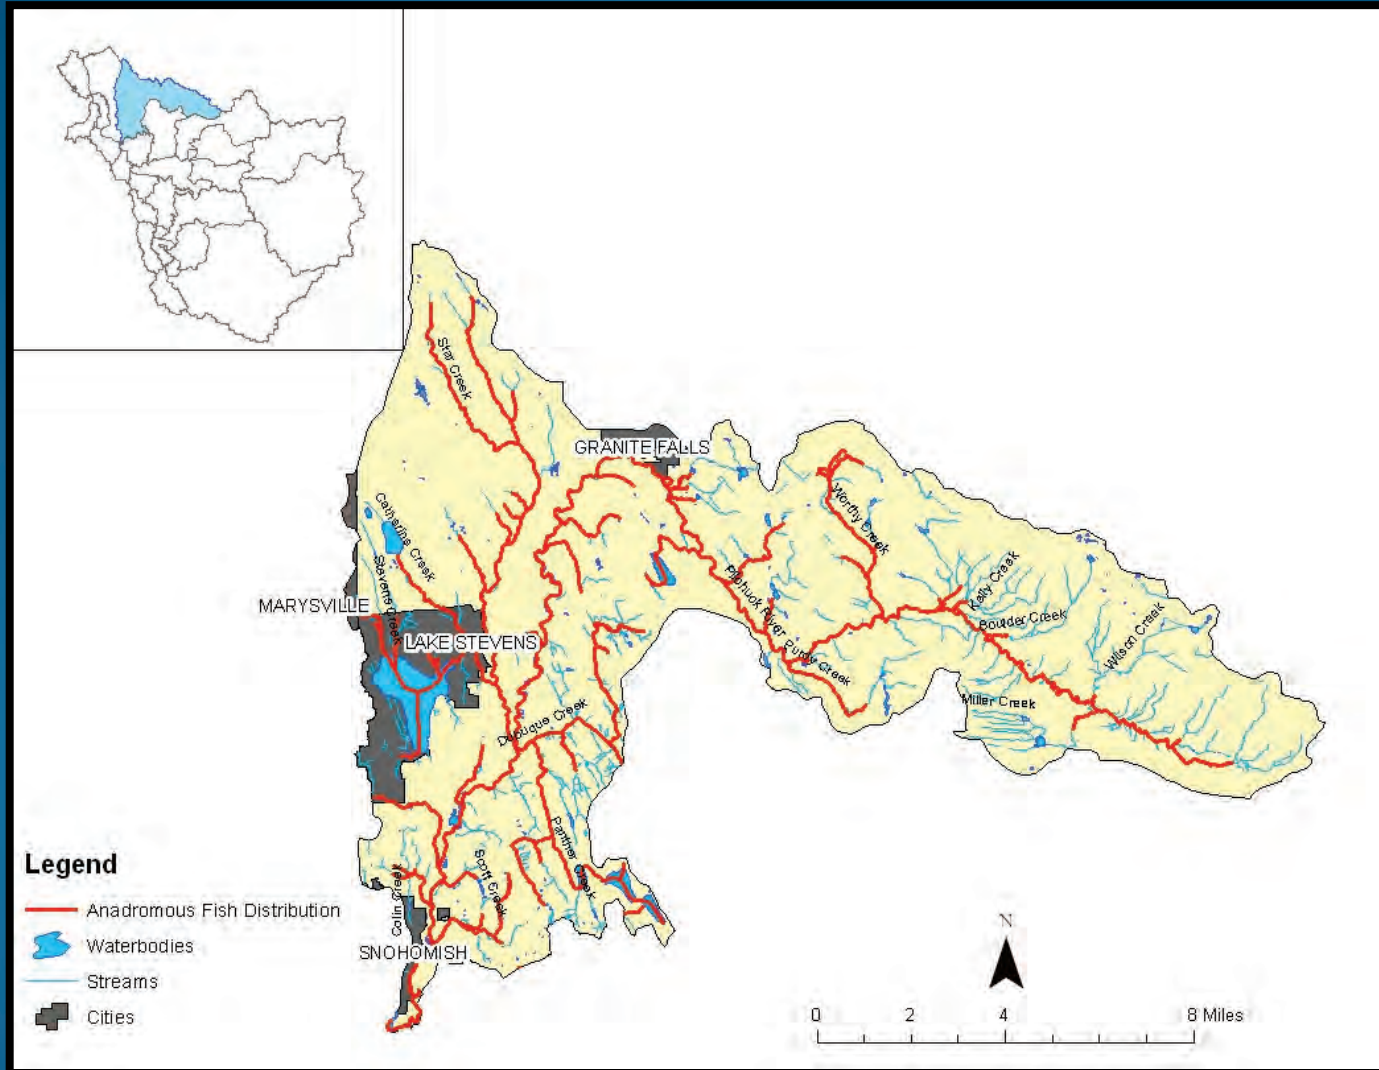 Star Creek
GRANITE FALLS
Catherine Creek
Stevens Creek
Worthy Creek
Kelly Creek
Boulder Creek
Wilson Creek
MARYSVILLE
LAKE STEVENS
Pilchuck River
Purdy Creek
Miller Creek
Dubuque Creek
Panther Creek
Scott Creek
Colin Creek
SNOHOMISH
Legend
Anadromous Fish Distribution
Waterbodies
Streams
Cities
N
0 2 4 8 Miles